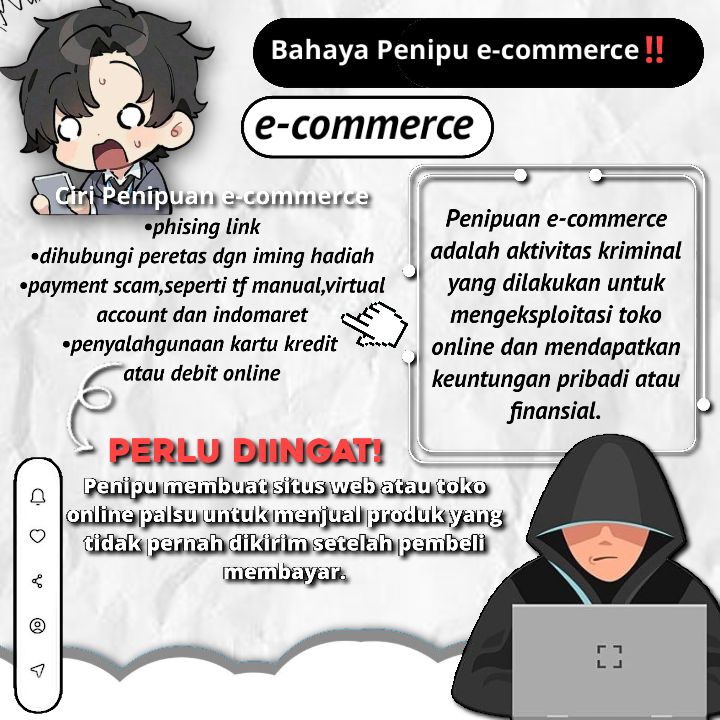 Bahaya Penipu e-commerce‼️
e-commerce
Ciri Penipuan e-commerce
•phising link
•dihubungi peretas dgn iming hadiah
•payment scam,seperti tf manual,virtual
account dan indomaret
•penyalahgunaan kartu kredit
atau debit online
Penipuan e-commerce
adalah aktivitas kriminal
yang dilakukan untuk
mengeksploitasi toko
online dan mendapatkan
keuntungan pribadi atau
finansial.
PERLU DIINGAT!
Penipu membuat situs web atau toko
online palsu untuk menjual produk yang
tidak pernah dikirim setelah pembeli
membayar.